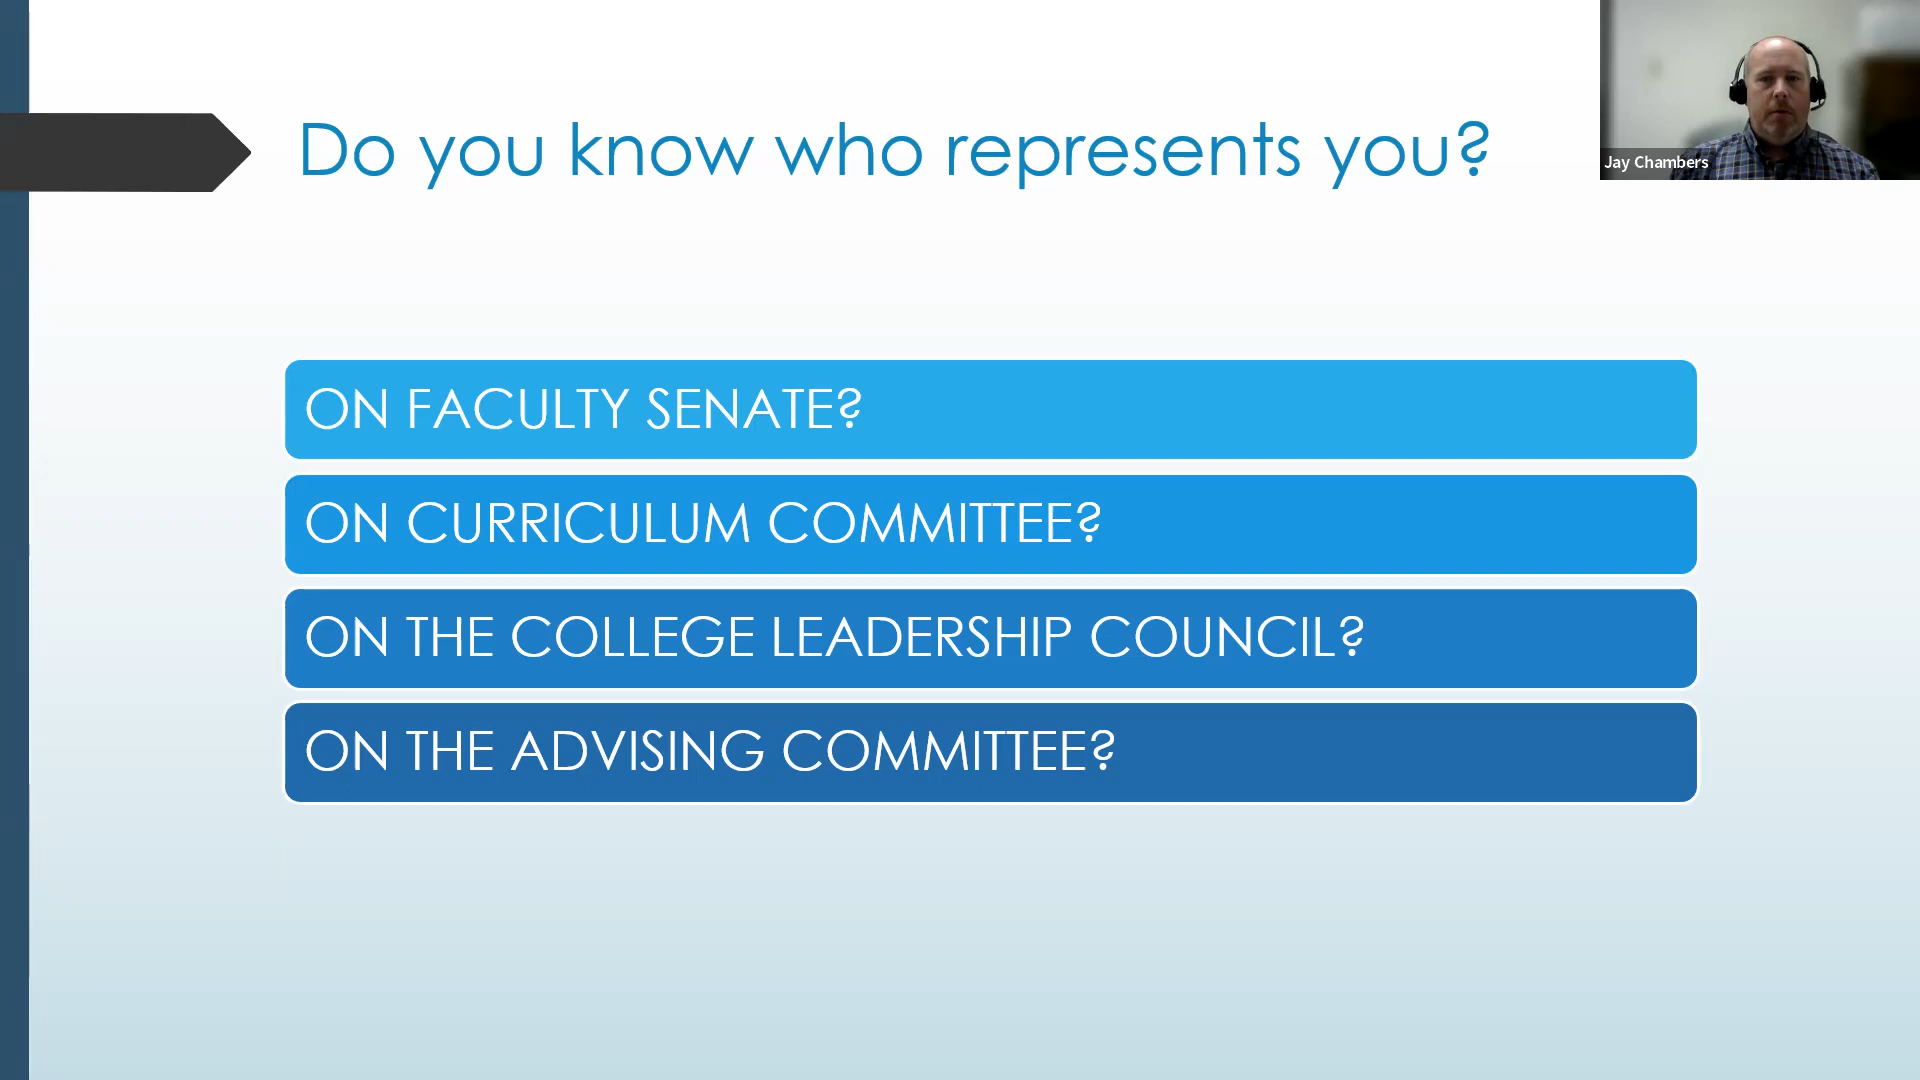 Do you know who represents you?
Jay Chambers
ON FACULTY SENATE?
ON CURRICULUM COMMITTEE?
ON THE COLLEGE LEADERSHIP COUNCIL?
ON THE ADVISING COMMITTEE?